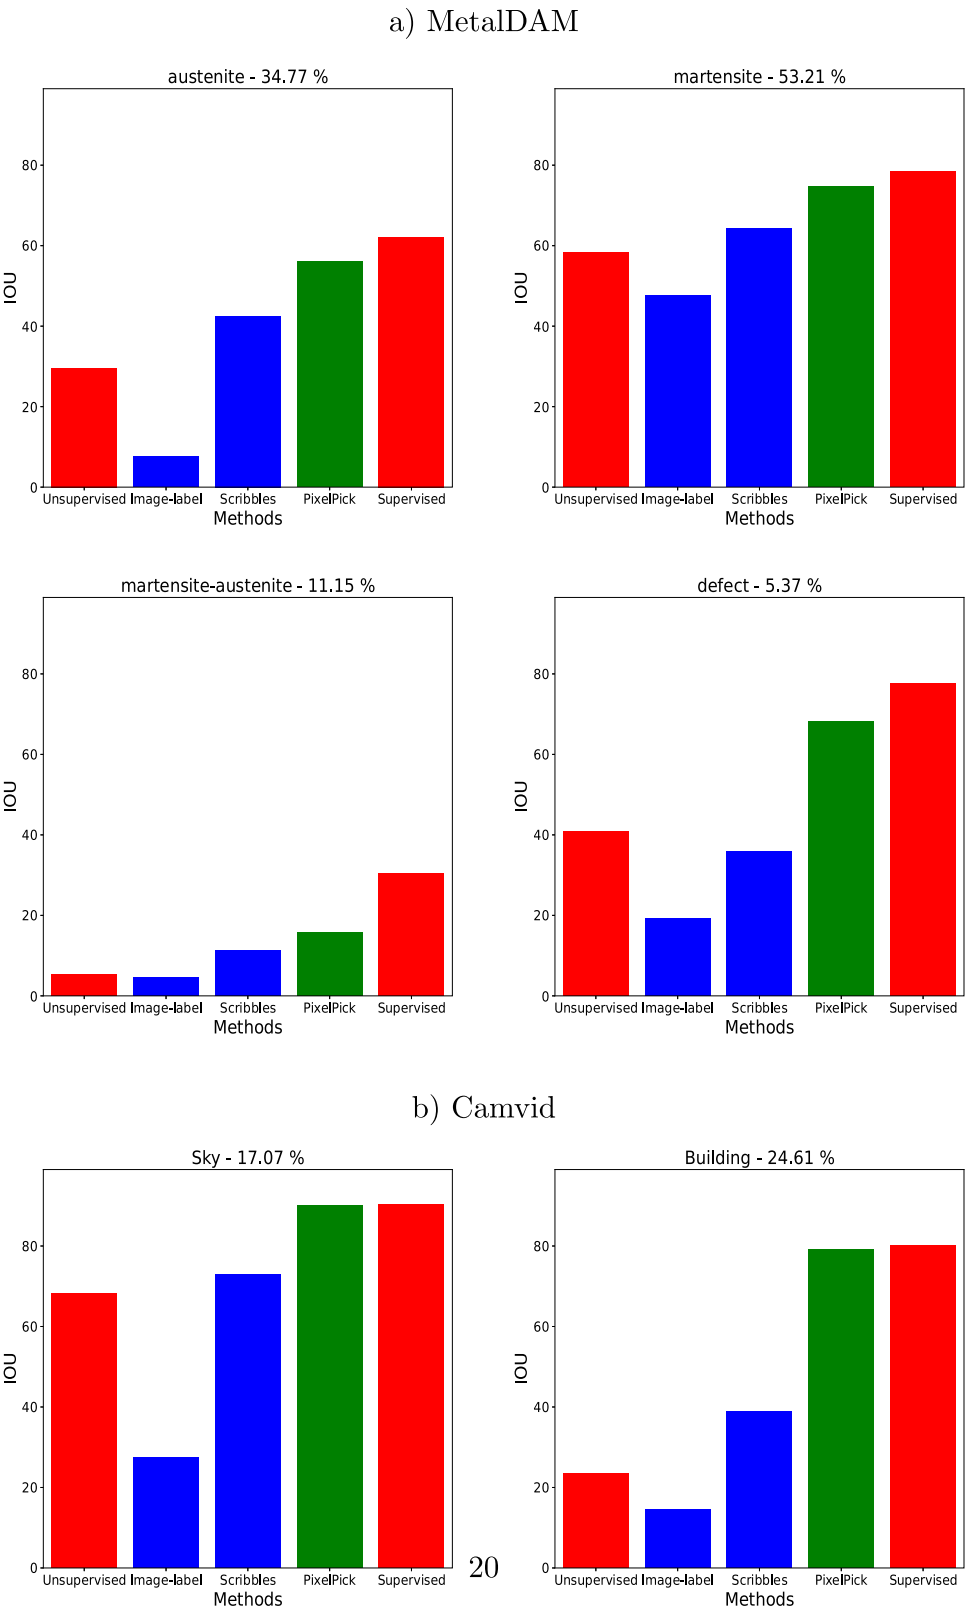 a) MetalDAM
austenite - 34.77 %
80
60
40
20
0
IOU
Unsupervised Image-label Scribbles PixelPick Supervised
Methods
martensite - 53.21 %
80
60
40
20
0
IOU
Unsupervised Image-label Scribbles PixelPick Supervised
Methods
martensite-austenite - 11.15 %
80
60
40
20
0
IOU
Unsupervised Image-label Scribbles PixelPick Supervised
Methods
defect - 5.37 %
80
60
40
20
0
IOU
Unsupervised Image-label Scribbles PixelPick Supervised
Methods
b) Camvid
Sky - 17.07 %
80
60
40
20
0
IOU
Unsupervised Image-label Scribbles PixelPick Supervised
Methods
Building - 24.61 %
80
60
40
20
0
IOU
Unsupervised Image-label Scribbles PixelPick Supervised
Methods
20